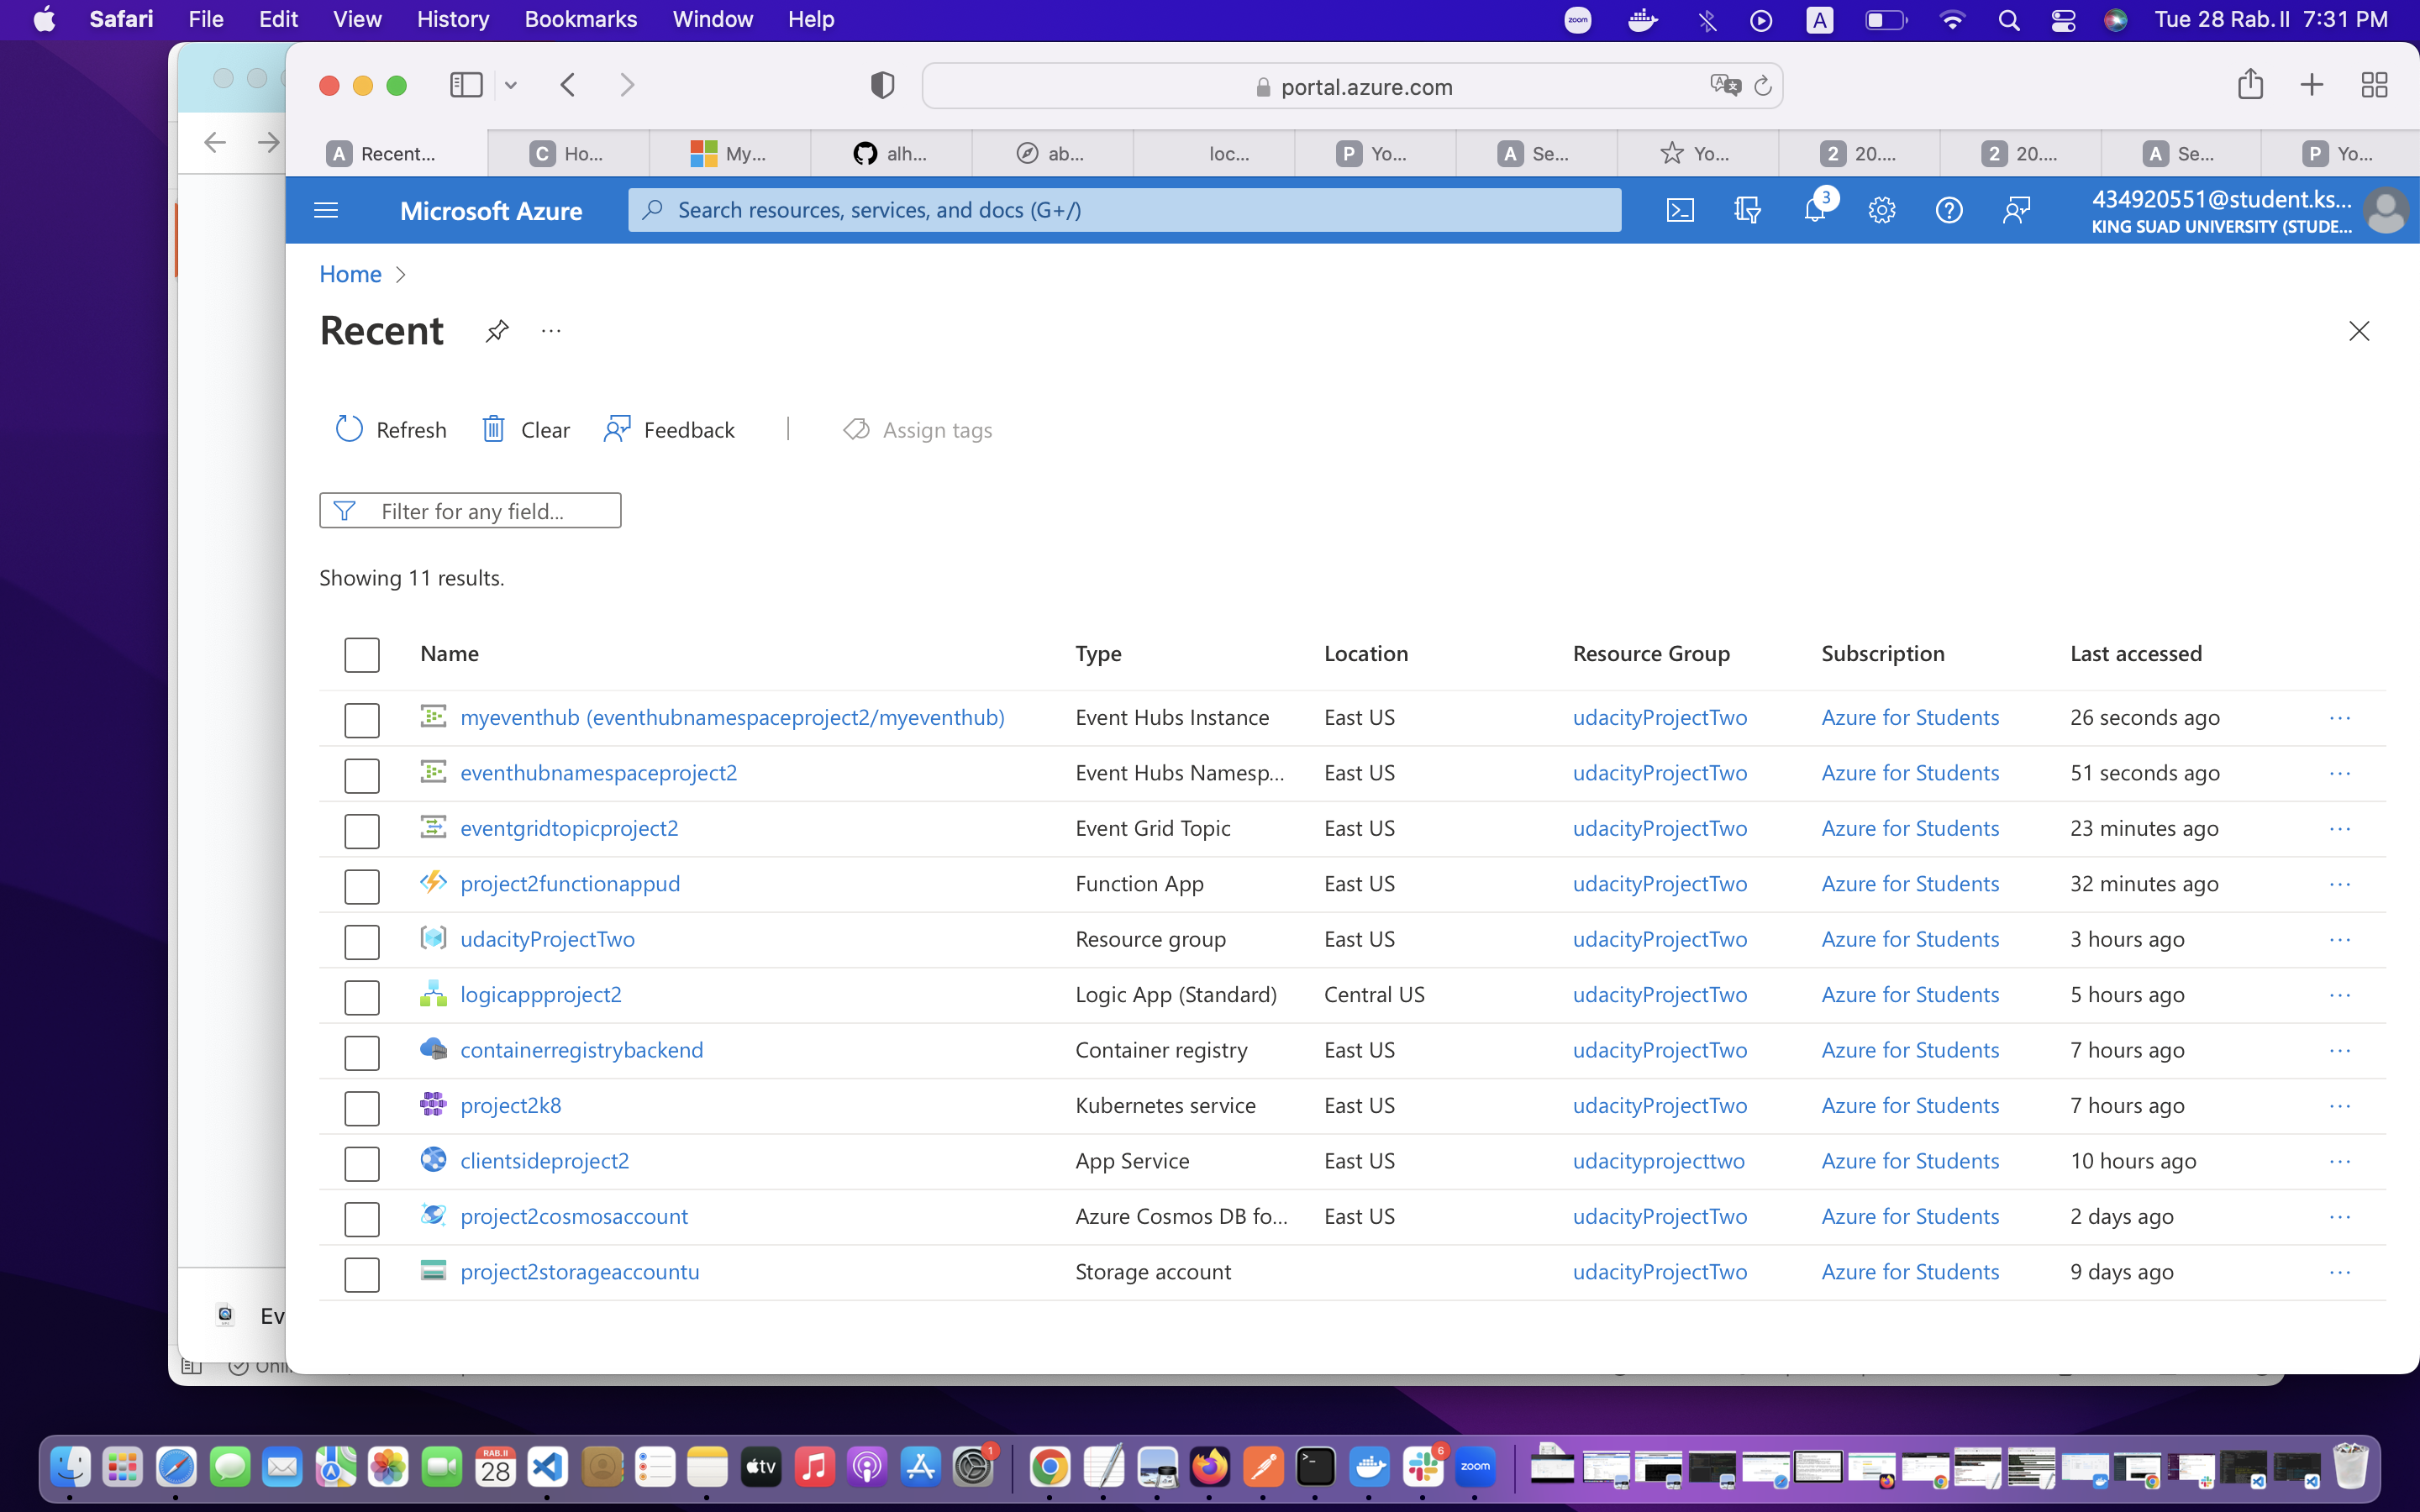 Safari File Edit View History Bookmarks Window Help zoom A Tue 28 Rab. II 7:31 PM
portal.azure.com
A Recent... C Ho... My... alh... ab... loc... P Yo... A Se... Yo... 2 20.... 2 20.... A Se... P Yo...
Microsoft Azure Search resources, services, and docs (G+/) 3 434920551@student.ks...
KING SUAD UNIVERSITY (STUDE...
Home >
Recent ...
Refresh Clear Feedback | Assign tags
Filter for any field...
Showing 11 results.
Name Type Location Resource Group Subscription Last accessed
myeventhub (eventhubnamespaceproject2/myeventhub) Event Hubs Instance East US udacityProjectTwo Azure for Students 26 seconds ago ...
eventhubnamespaceproject2 Event Hubs Namesp... East US udacityProjectTwo Azure for Students 51 seconds ago ...
eventgridtopicproject2 Event Grid Topic East US udacityProjectTwo Azure for Students 23 minutes ago ...
project2functionappud Function App East US udacityProjectTwo Azure for Students 32 minutes ago ...
udacityProjectTwo Resource group East US udacityProjectTwo Azure for Students 3 hours ago ...
logicappproject2 Logic App (Standard) Central US udacityProjectTwo Azure for Students 5 hours ago ...
containerregistrybackend Container registry East US udacityProjectTwo Azure for Students 7 hours ago ...
project2k8 Kubernetes service East US udacityProjectTwo Azure for Students 7 hours ago ...
clientsideproject2 App Service East US udacityprojecttwo Azure for Students 10 hours ago ...
project2cosmosaccount Azure Cosmos DB fo... East US udacityProjectTwo Azure for Students 2 days ago ...
project2storageaccountu Storage account udacityProjectTwo Azure for Students 9 days ago ...
Ev
RAB.II
28 tv 1 6 zoom